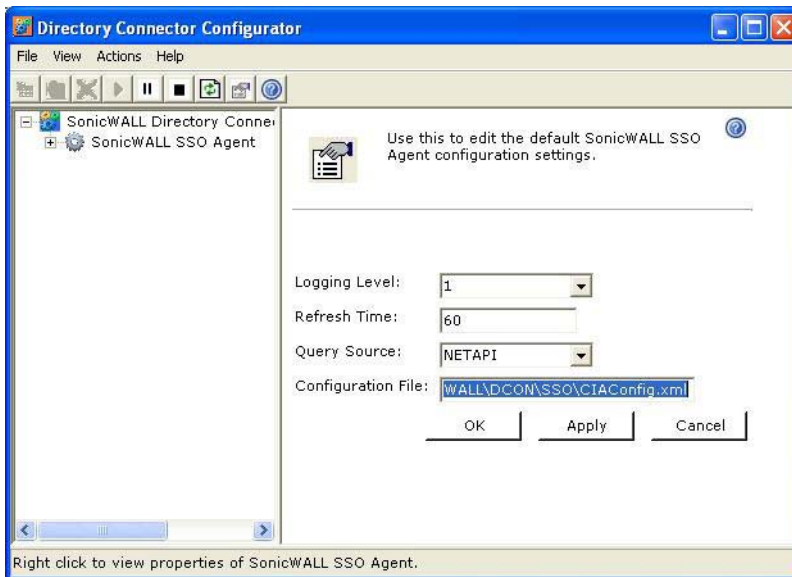 Directory Connector Configurator
File View Actions Help
SonicWALL Directory Conne
SonicWALL SSO Agent
Use this to edit the default SonicWALL SSO
Agent configuration settings.
Logging Level: 1
Refresh Time: 60
Query Source: NETAPI
Configuration File: WALL\DCON\SSO\CIAConfig.xml
OK Apply Cancel
Right click to view properties of SonicWALL SSO Agent.